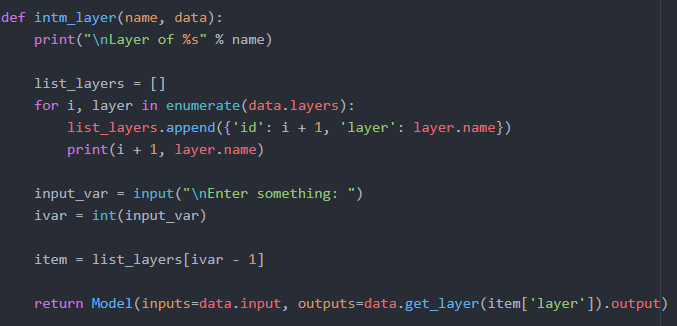 def intm_layer(name, data):
    print("\nLayer of %s" % name)

    list_layers = []
    for i, layer in enumerate(data.layers):
        list_layers.append({'id': i + 1, 'layer': layer.name})
        print(i + 1, layer.name)

    input_var = input("\nEnter something: ")
    ivar = int(input_var)

    item = list_layers[ivar - 1]

    return Model(inputs=data.input, outputs=data.get_layer(item['layer']).output)